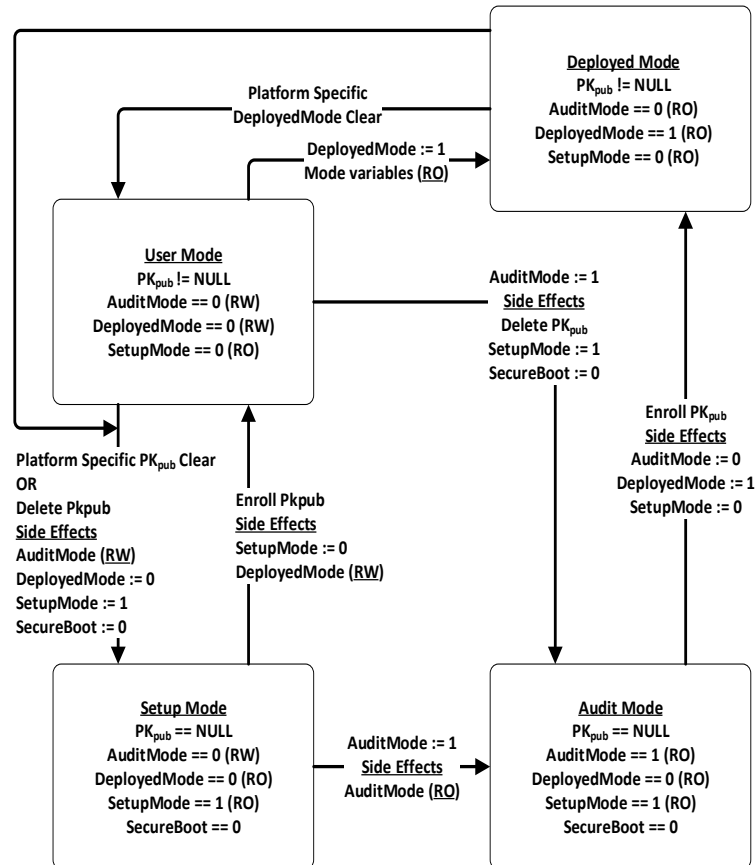 Deployed Mode
PKpub != NULL
AuditMode == 0 (RO)
DeployedMode == 1 (RO)
SetupMode == 0 (RO)
Platform Specific
DeployedMode Clear
DeployedMode := 1
Mode variables (RO)
User Mode
PKpub != NULL
AuditMode == 0 (RW)
DeployedMode == 0 (RW)
SetupMode == 0 (RO)
AuditMode := 1
Side Effects
Delete PKpub
SetupMode := 1
SecureBoot := 0
Enroll PKpub
Side Effects
AuditMode := 0
DeployedMode := 1
SetupMode := 0
Platform Specific PKpub Clear
OR
Delete Pkpub
Side Effects
AuditMode (RW)
DeployedMode := 0
SetupMode := 1
SecureBoot := 0
Enroll Pkpub
Side Effects
SetupMode := 0
DeployedMode (RW)
Setup Mode
PKpub == NULL
AuditMode == 0 (RW)
DeployedMode == 0 (RO)
SetupMode == 1 (RO)
SecureBoot == 0
AuditMode := 1
Side Effects
AuditMode (RO)
Audit Mode
PKpub == NULL
AuditMode == 1 (RO)
DeployedMode == 0 (RO)
SetupMode == 1 (RO)
SecureBoot == 0